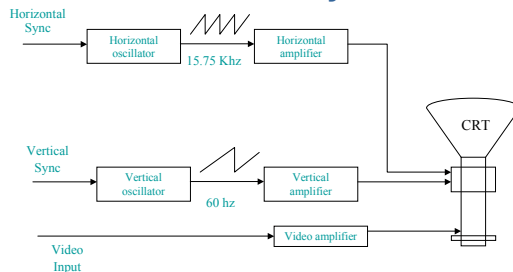 Horizontal
Sync
Horizontal
oscillator
15.75 Khz
Horizontal
amplifier
CRT
Vertical
Sync
Vertical
oscillator
60 hz
Vertical
amplifier
Video amplifier
Video
Input